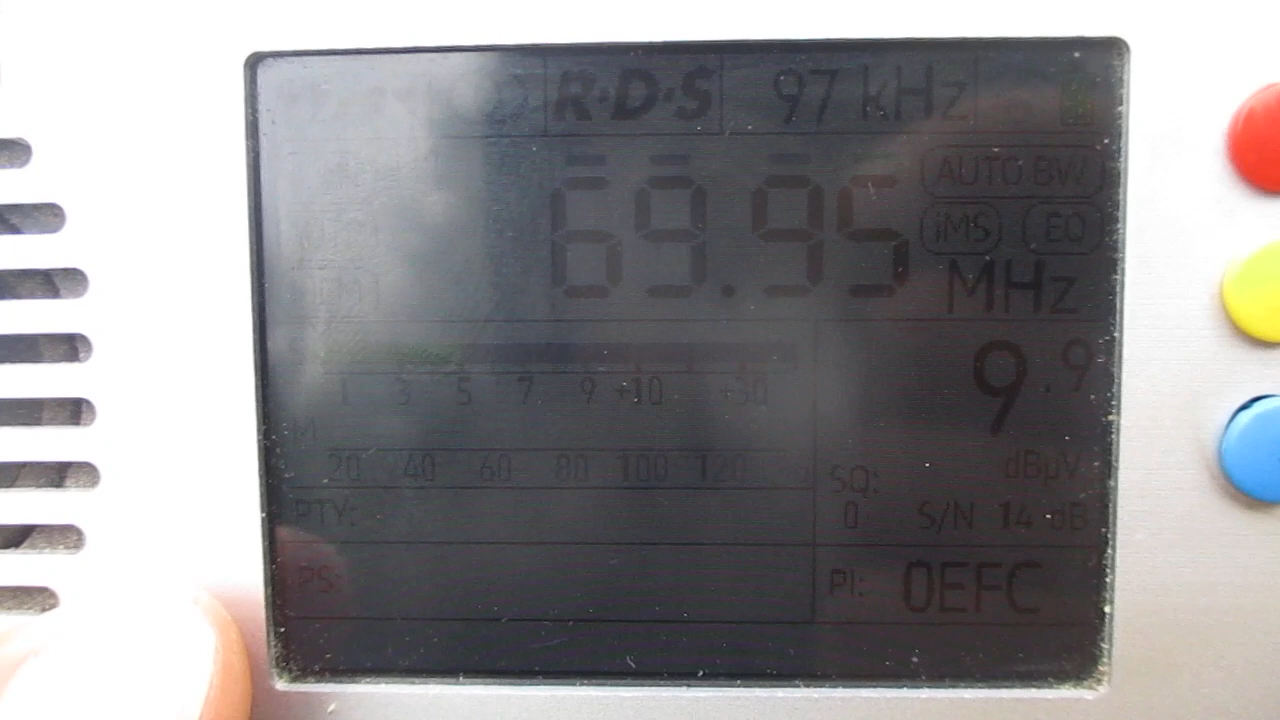 R·D·S 97 kHz
69.95 MHz
AUTO BW
iMS EQ
1 3 5 7 9 +10 +30
9.9
M
20 40 60 80 100 120
dBµV
SQ:
0 S/N 14 dB
PTY:
PS: PI: 0EFC